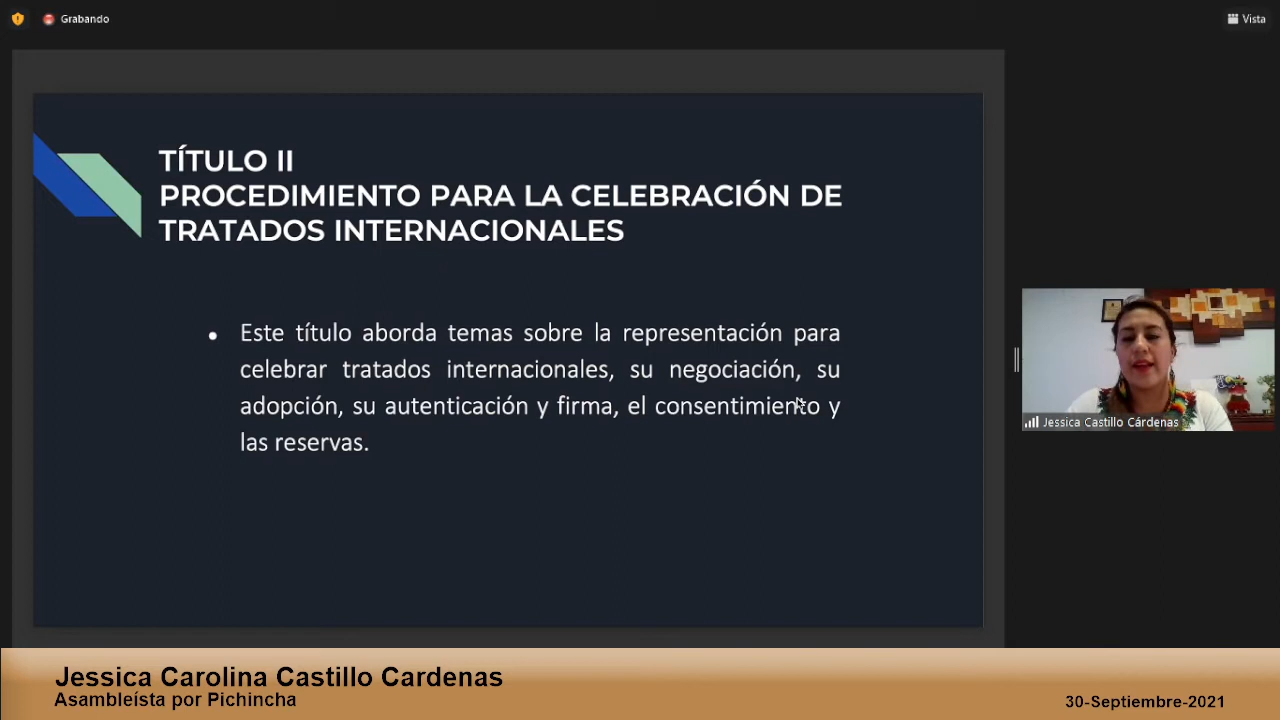 Grabando
Vista
TÍTULO II
PROCEDIMIENTO PARA LA CELEBRACIÓN DE
TRATADOS INTERNACIONALES
• Este título aborda temas sobre la representación para
celebrar tratados internacionales, su negociación, su
adopción, su autenticación y firma, el consentimiento y
las reservas.
Jessica Castillo Cárdenas
Jessica Carolina Castillo Cardenas
Asambleísta por Pichincha
30-Septiembre-2021